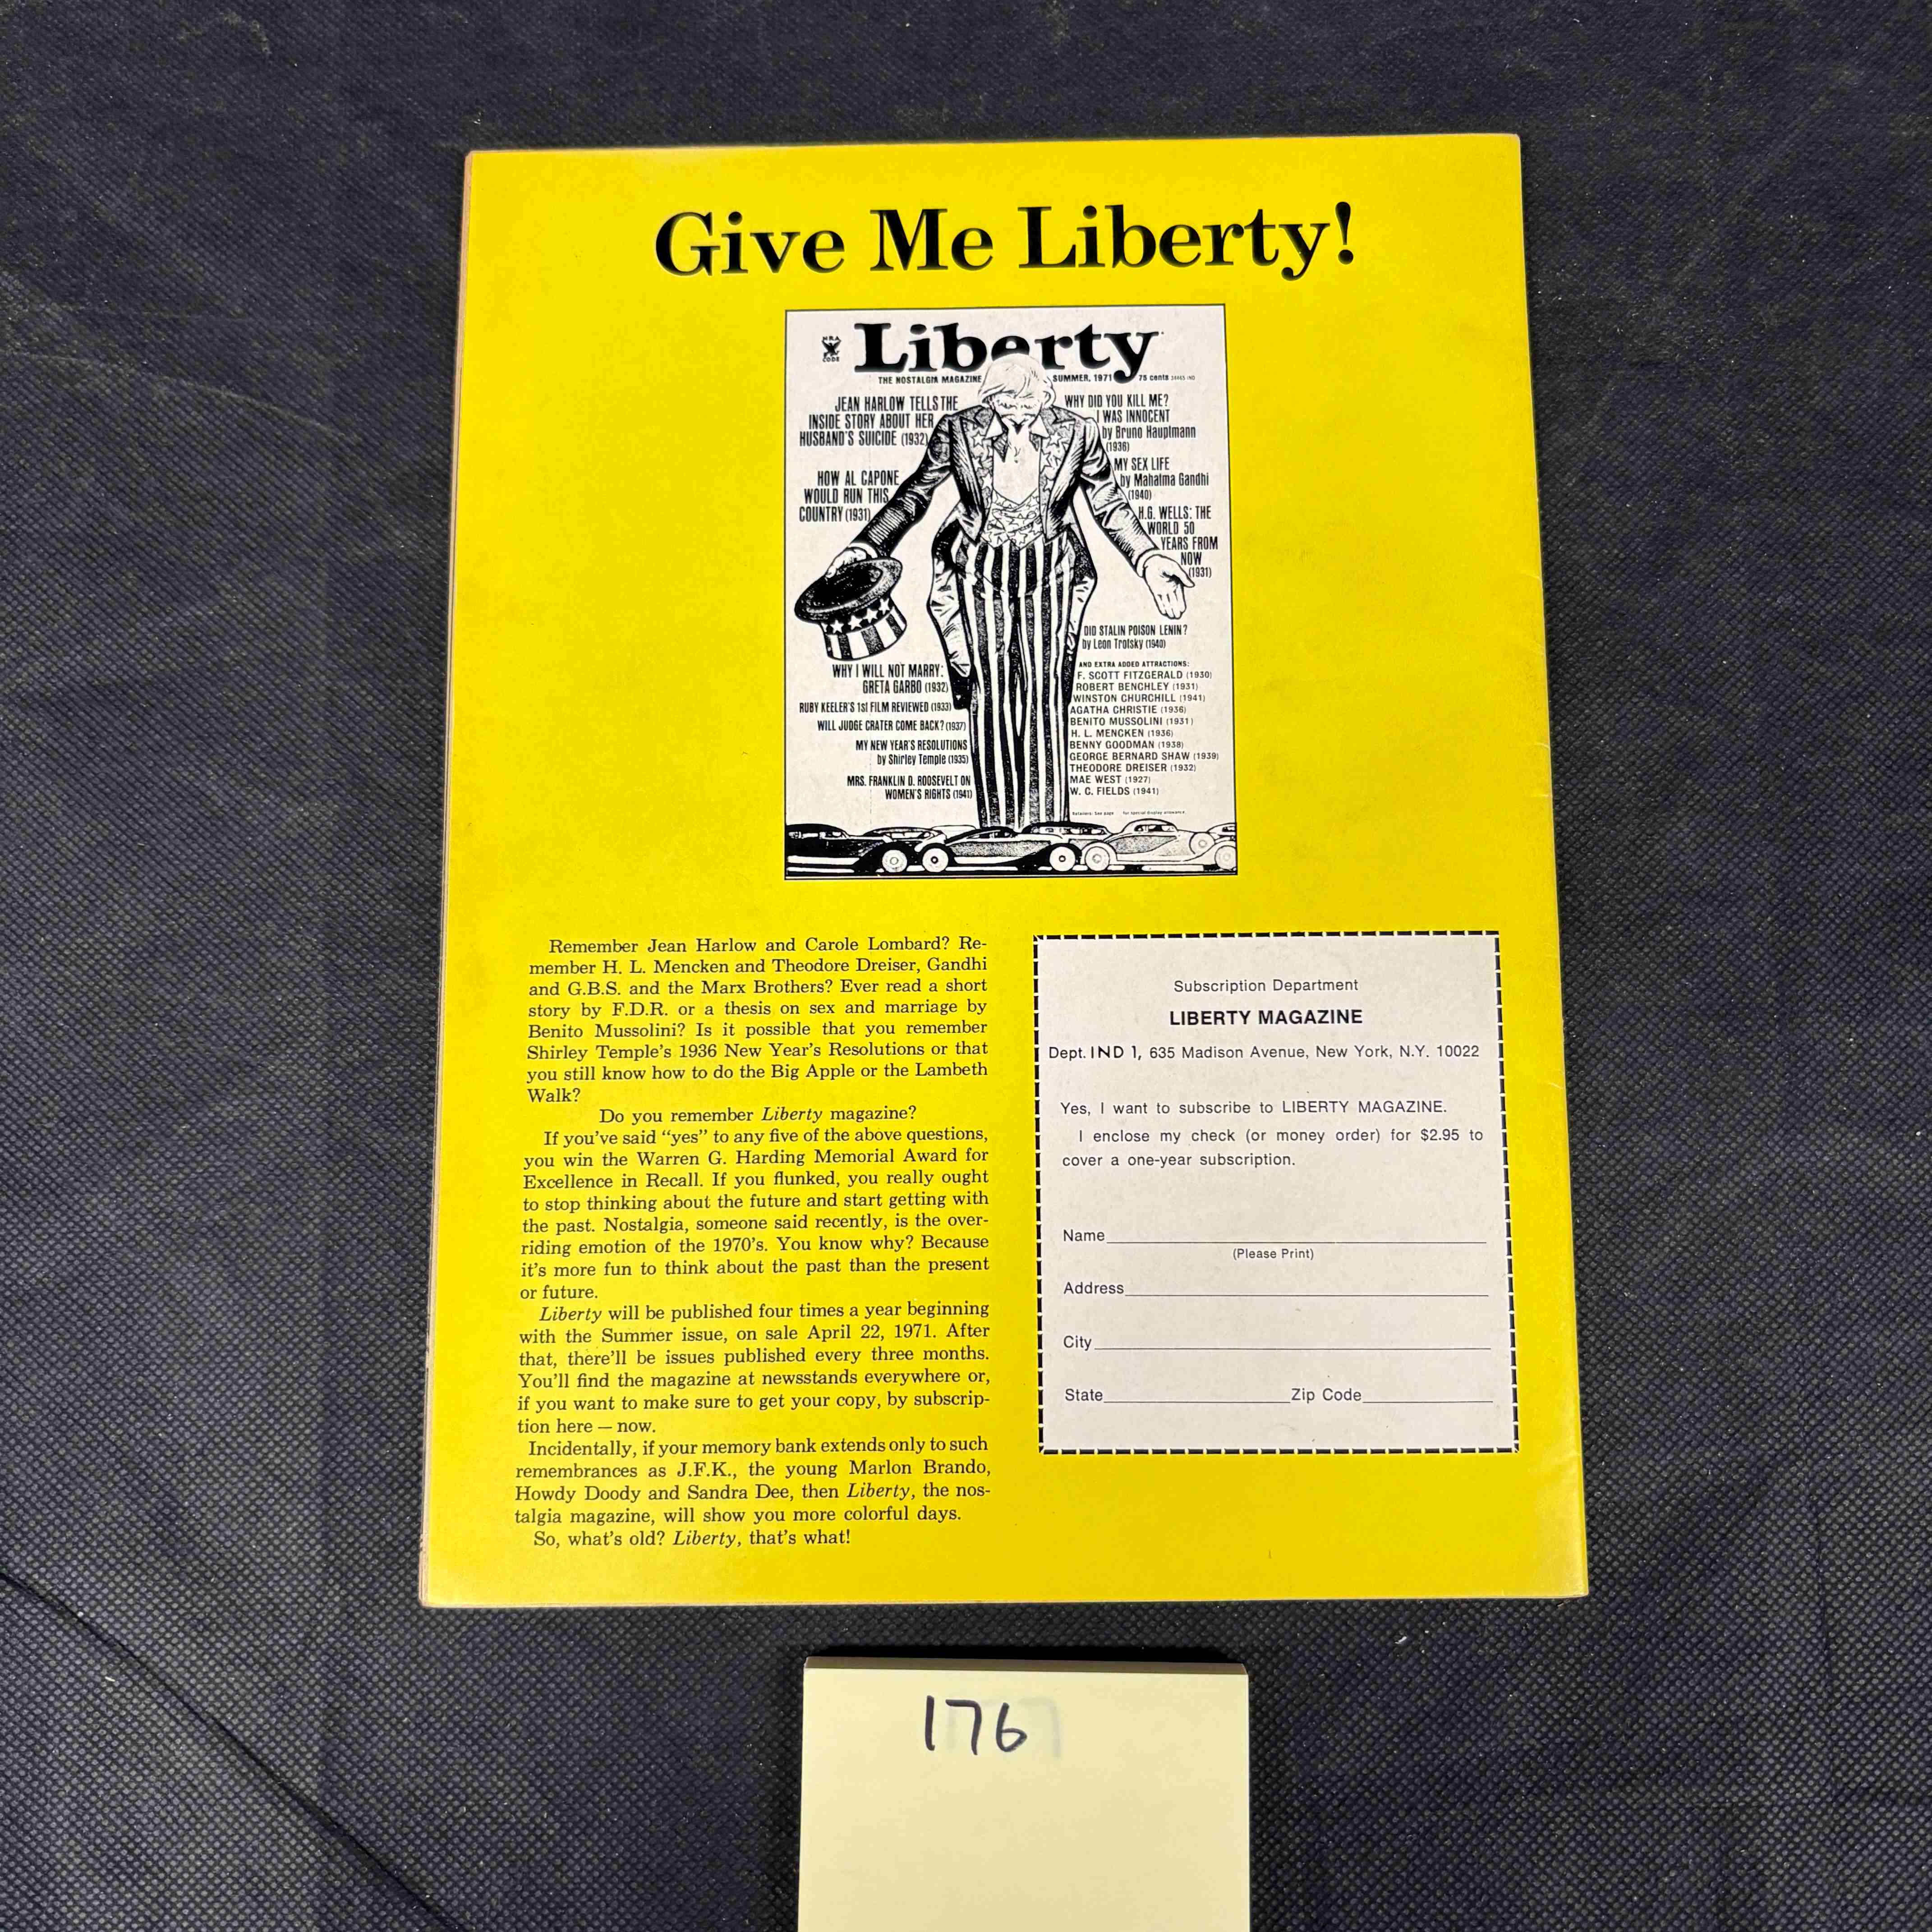 Give Me Liberty!
N.R.A.
CODE
Liberty
THE NOSTALGIA MAGAZINE
SUMMER, 1971
75 cents
JEAN HARLOW TELLS THE
INSIDE STORY ABOUT HER
HUSBAND'S SUICIDE (1932)
HOW AL CAPONE
WOULD RUN THIS
COUNTRY (1931)
WHY I WILL NOT MARRY:
GRETA GARBO (1932)
RUBY KEELER'S 1st FILM REVIEWED (1933)
WILL JUDGE CRATER COME BACK? (1937)
MY NEW YEAR'S RESOLUTIONS
by Shirley Temple (1935)
MRS. FRANKLIN D. ROOSEVELT ON
WOMEN'S RIGHTS (1941)
WHY DID YOU KILL ME?
I WAS INNOCENT
by Bruno Hauptmann
(1936)
MY SEX LIFE
by Mahatma Gandhi
(1940)
H.G. WELLS: THE
WORLD 50
YEARS FROM
NOW
(1931)
DID STALIN POISON LENIN?
by Leon Trotsky (1940)
AND EXTRA ADDED ATTRACTIONS:
F. SCOTT FITZGERALD (1930)
ROBERT BENCHLEY (1931)
WINSTON CHURCHILL (1941)
AGATHA CHRISTIE (1936)
BENITO MUSSOLINI (1931)
H. L. MENCKEN (1936)
BENNY GOODMAN (1938)
GEORGE BERNARD SHAW (1939)
THEODORE DREISER (1932)
MAE WEST (1927)
W. C. FIELDS (1941)
Retailers: See page for special display allowance
Remember Jean Harlow and Carole Lombard? Re-
member H. L. Mencken and Theodore Dreiser, Gandhi
and G.B.S. and the Marx Brothers? Ever read a short
story by F.D.R. or a thesis on sex and marriage by
Benito Mussolini? Is it possible that you remember
Shirley Temple's 1936 New Year's Resolutions or that
you still know how to do the Big Apple or the Lambeth
Walk?
Do you remember Liberty magazine?
If you've said "yes" to any five of the above questions,
you win the Warren G. Harding Memorial Award for
Excellence in Recall. If you flunked, you really ought
to stop thinking about the future and start getting with
the past. Nostalgia, someone said recently, is the over-
riding emotion of the 1970's. You know why? Because
it's more fun to think about the past than the present
or future.
Liberty will be published four times a year beginning
with the Summer issue, on sale April 22, 1971. After
that, there'll be issues published every three months.
You'll find the magazine at newsstands everywhere or,
if you want to make sure to get your copy, by subscrip-
tion here — now.
Incidentally, if your memory bank extends only to such
remembrances as J.F.K., the young Marlon Brando,
Howdy Doody and Sandra Dee, then Liberty, the nos-
talgia magazine, will show you more colorful days.
So, what's old? Liberty, that's what!
Subscription Department
LIBERTY MAGAZINE
Dept. IND 1, 635 Madison Avenue, New York, N.Y. 10022
Yes, I want to subscribe to LIBERTY MAGAZINE.
I enclose my check (or money order) for $2.95 to
cover a one-year subscription.
Name
(Please Print)
Address
City
State Zip Code
176